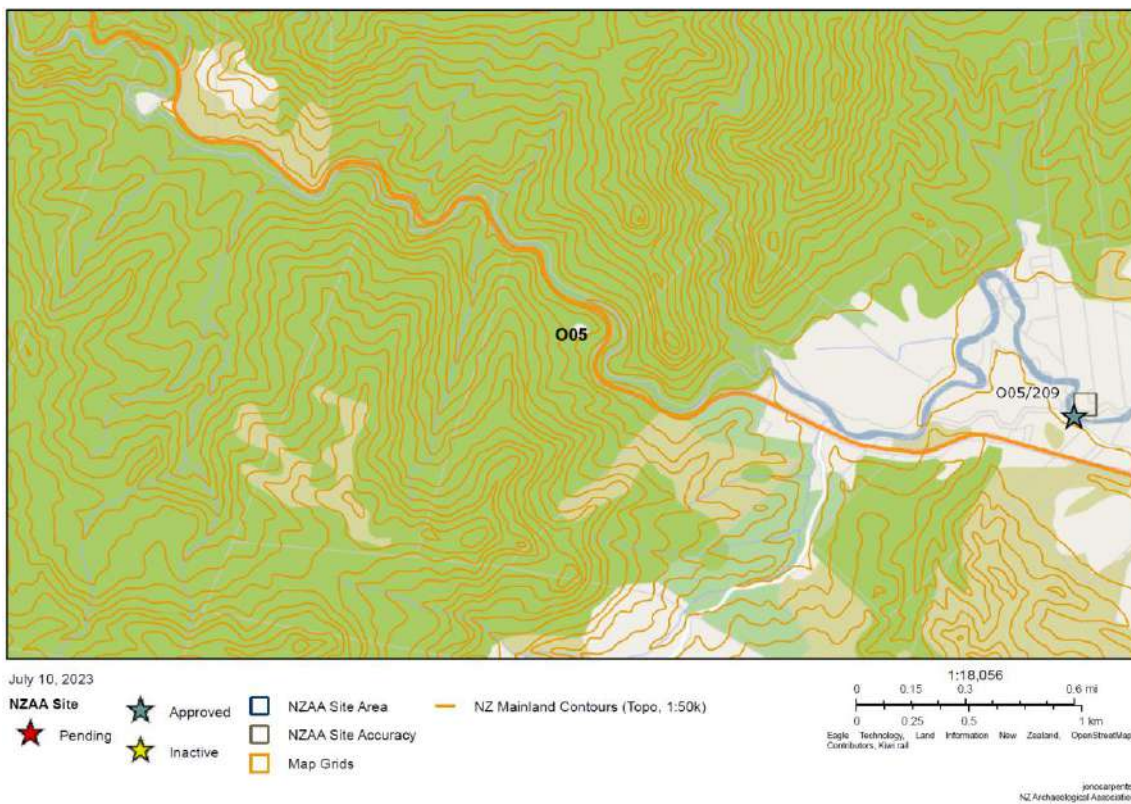 O05
O05/209
July 10, 2023
NZAA Site
Pending
Approved
Inactive
NZAA Site Area
NZAA Site Accuracy
Map Grids
NZ Mainland Contours (Topo, 1:50k)
1:18,056
0 0.15 0.3 0.6 mi
0 0.25 0.5 1 km
Eagle Technology, Land Information New Zealand, OpenStreetMap
Contributors, Kiwi rail
jonocarpente
NZ Archaeological Associatio